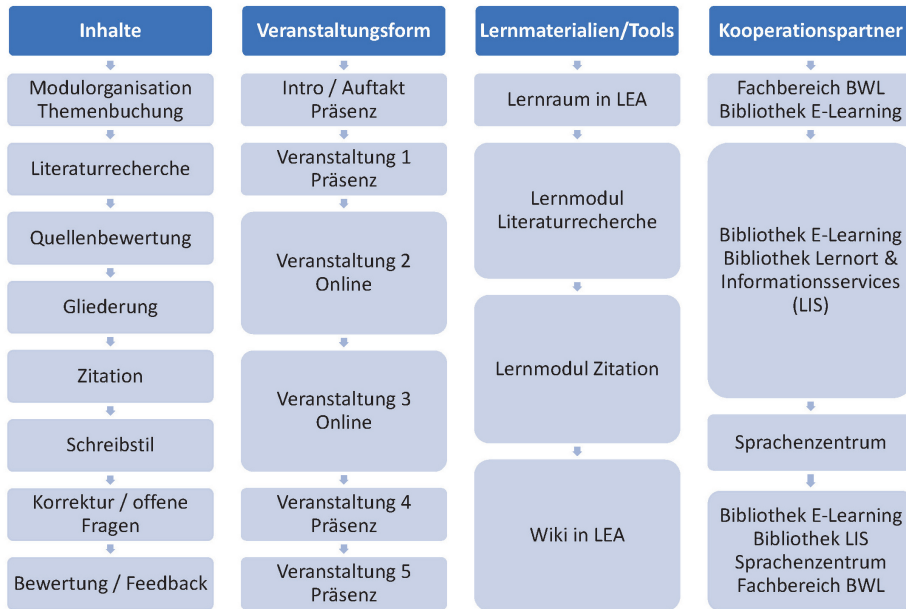 Inhalte
Modulorganisation
Themenbuchung
Literaturrecherche
Quellenbewertung
Gliederung
Zitation
Schreibstil
Korrektur / offene
Fragen
Bewertung / Feedback
Veranstaltungsform
Intro / Auftakt
Präsenz
Veranstaltung 1
Präsenz
Veranstaltung 2
Online
Veranstaltung 3
Online
Veranstaltung 4
Präsenz
Veranstaltung 5
Präsenz
Lernmaterialien/Tools
Lernraum in LEA
Lernmodul
Literaturrecherche
Lernmodul Zitation
Wiki in LEA
Kooperationspartner
Fachbereich BWL
Bibliothek E-Learning
Bibliothek E-Learning
Bibliothek Lernort &
Informationsservices
(LIS)
Sprachenzentrum
Bibliothek E-Learning
Bibliothek LIS
Sprachenzentrum
Fachbereich BWL